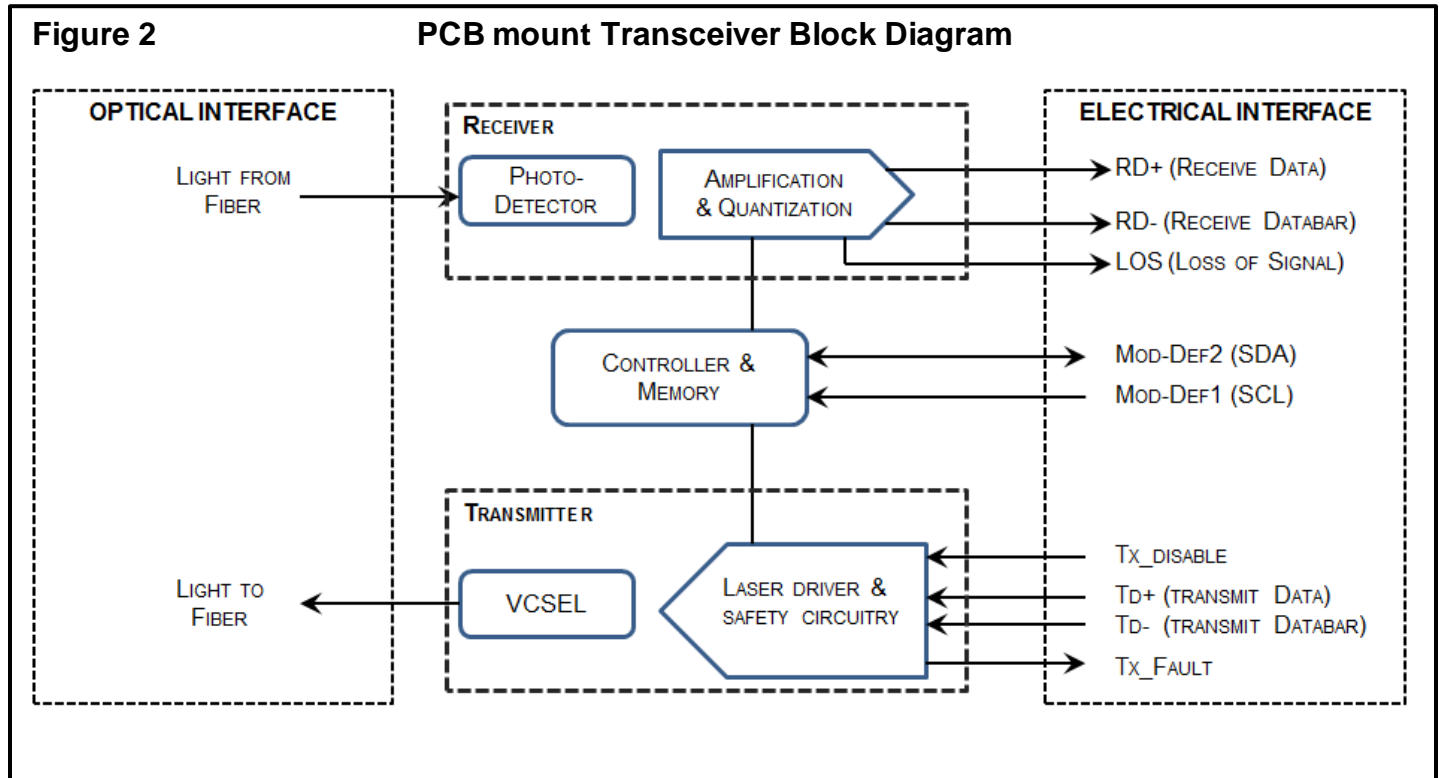 Figure 2 PCB mount Transceiver Block Diagram
OPTICAL INTERFACE
LIGHT FROM
FIBER
LIGHT TO
FIBER
RECEIVER
PHOTO-
DETECTOR
AMPLIFICATION
& QUANTIZATION
CONTROLLER &
MEMORY
TRANSMITTER
VCSEL
LASER DRIVER &
SAFETY CIRCUITRY
ELECTRICAL INTERFACE
RD+ (RECEIVE DATA)
RD- (RECEIVE DATABAR)
LOS (LOSS OF SIGNAL)
MOD-DEF2 (SDA)
MOD-DEF1 (SCL)
TX_DISABLE
TD+ (TRANSMIT DATA)
TD- (TRANSMIT DATABAR)
TX_FAULT